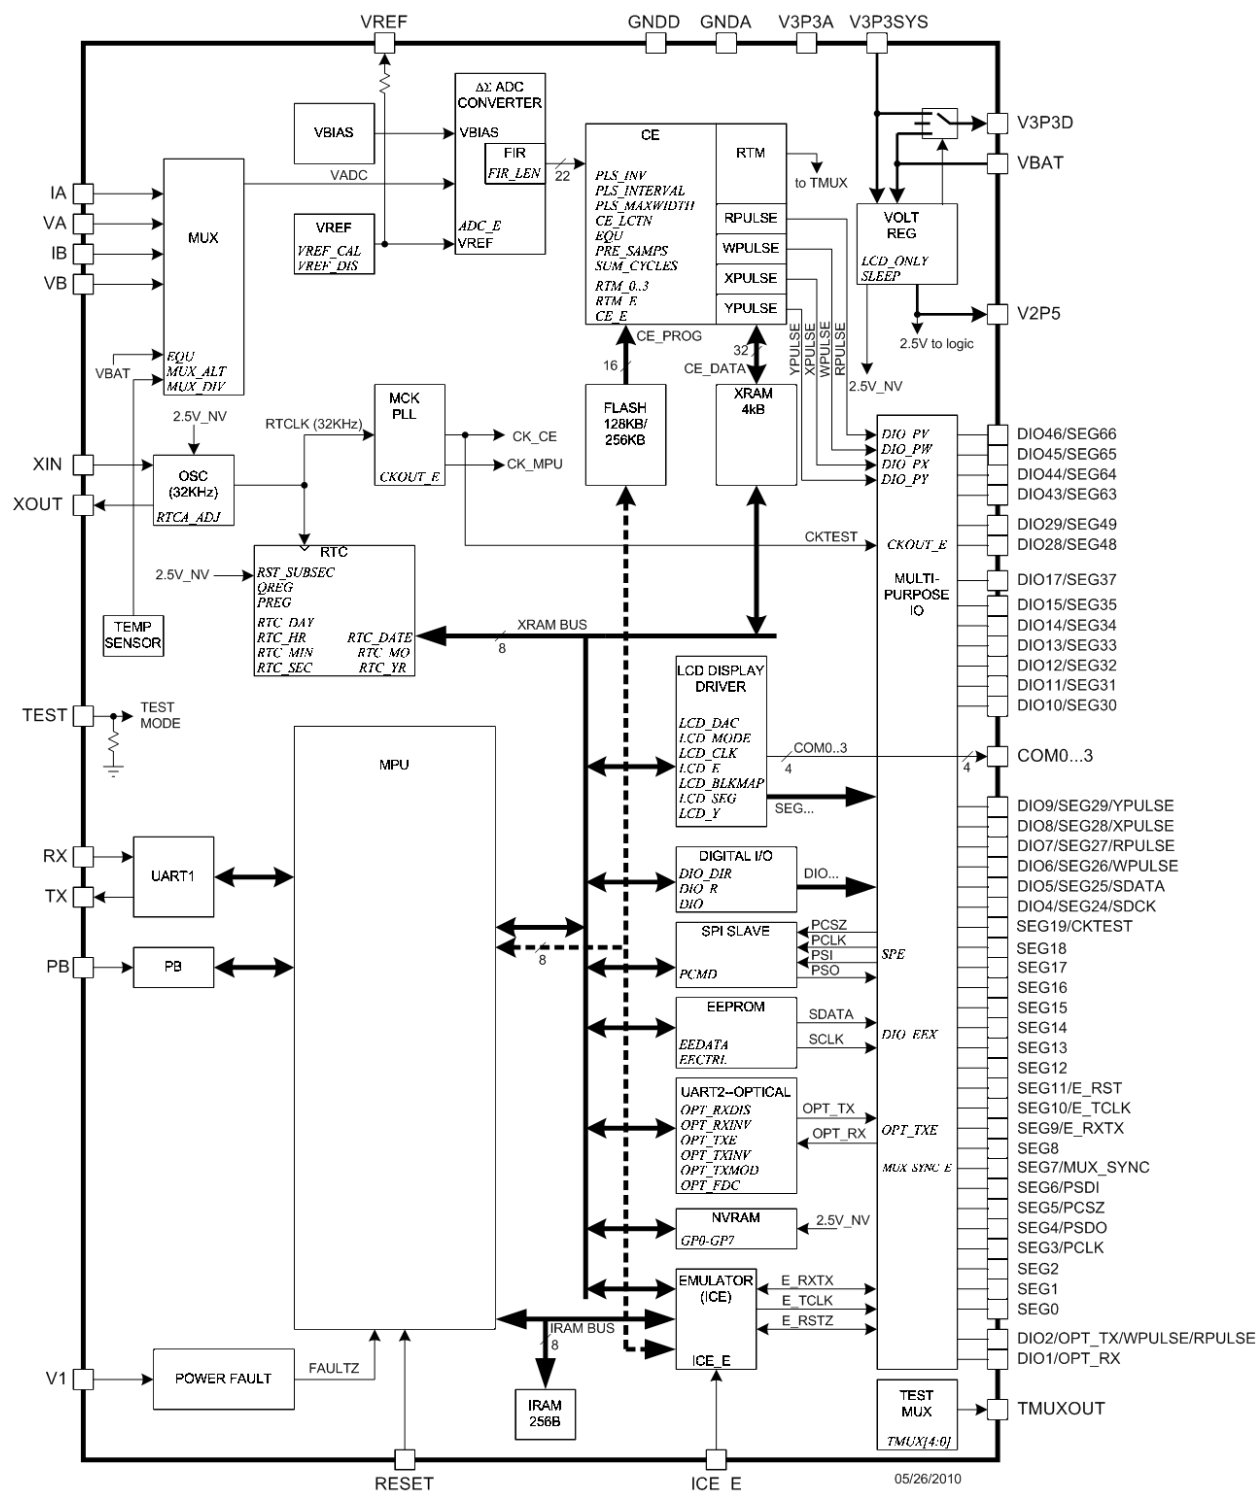 VREF
GNDD
GNDA
V3P3A
V3P3SYS
IA
VA
IB
VB
XIN
XOUT
TEST
RX
TX
PB
V1
RESET
ICE_E
MUX
EQU
MUX_ALT
MUX_DIV
VBAT
VBIAS
VADC
VREF
VREF_CAL
VREF_DIS
ΔΣ ADC
CONVERTER
VBIAS
FIR
FIR_LEN
ADC_E
VREF
22
CE
PLS_INV
PLS_INTERVAL
PLS_MAXWIDTH
CE_LCTN
EQU
PRE_SAMPS
SUM_CYCLES
RTM_0..3
RTM_E
CE_E
RTM
to TMUX
RPULSE
WPULSE
XPULSE
YPULSE
YPULSE
XPULSE
WPULSE
RPULSE
VOLT
REG
LCD_ONLY
SLEEP
2.5V to logic
2.5V_NV
CE_PROG
16
FLASH
128KB/
256KB
32
CE_DATA
XRAM
4kB
2.5V_NV
OSC
(32KHz)
RTCA_ADJ
RTCLK (32KHz)
MCK
PLL
CKOUT_E
CK_CE
CK_MPU
CKTEST
2.5V_NV
RTC
RST_SUBSEC
QREG
PREG
RTC_DAY
RTC_HR RTC_DATE
RTC_MIN RTC_MO
RTC_SEC RTC_YR
TEMP
SENSOR
XRAM BUS
8
TEST
MODE
MPU
UART1
PB
POWER FAULT
FAULTZ
8
IRAM BUS
8
IRAM
256B
LCD DISPLAY
DRIVER
LCD_DAC
LCD_MODE
LCD_CLK
LCD_E
LCD_BLKMAP
LCD_SEG
LCD_Y
COM0..3
4
4
SEG...
DIGITAL I/O
DIO_DIR
DIO_R
DIO
DIO...
SPI SLAVE
PCMD
PCSZ
PCLK
PSI
PSO
EEPROM
EEDATA
EECTRL
SDATA
SCLK
UART2--OPTICAL
OPT_RXDIS
OPT_RXINV
OPT_TXE
OPT_TXINV
OPT_TXMOD
OPT_FDC
OPT_TX
OPT_RX
NVRAM
GP0-GP7
2.5V_NV
EMULATOR
(ICE)
ICE_E
E_RXTX
E_TCLK
E_RSTZ
DIO_PV
DIO_PW
DIO_PX
DIO_PY
CKOUT_E
MULTI-
PURPOSE
IO
SPE
DIO_EEX
OPT_TXE
MUX_SYNC_E
TEST
MUX
TMUX[4:0]
V3P3D
VBAT
V2P5
DIO46/SEG66
DIO45/SEG65
DIO44/SEG64
DIO43/SEG63
DIO29/SEG49
DIO28/SEG48
DIO17/SEG37
DIO15/SEG35
DIO14/SEG34
DIO13/SEG33
DIO12/SEG32
DIO11/SEG31
DIO10/SEG30
COM0...3
DIO9/SEG29/YPULSE
DIO8/SEG28/XPULSE
DIO7/SEG27/RPULSE
DIO6/SEG26/WPULSE
DIO5/SEG25/SDATA
DIO4/SEG24/SDCK
SEG19/CKTEST
SEG18
SEG17
SEG16
SEG15
SEG14
SEG13
SEG12
SEG11/E_RST
SEG10/E_TCLK
SEG9/E_RXTX
SEG8
SEG7/MUX_SYNC
SEG6/PSDI
SEG5/PCSZ
SEG4/PSDO
SEG3/PCLK
SEG2
SEG1
SEG0
DIO2/OPT_TX/WPULSE/RPULSE
DIO1/OPT_RX
TMUXOUT
05/26/2010